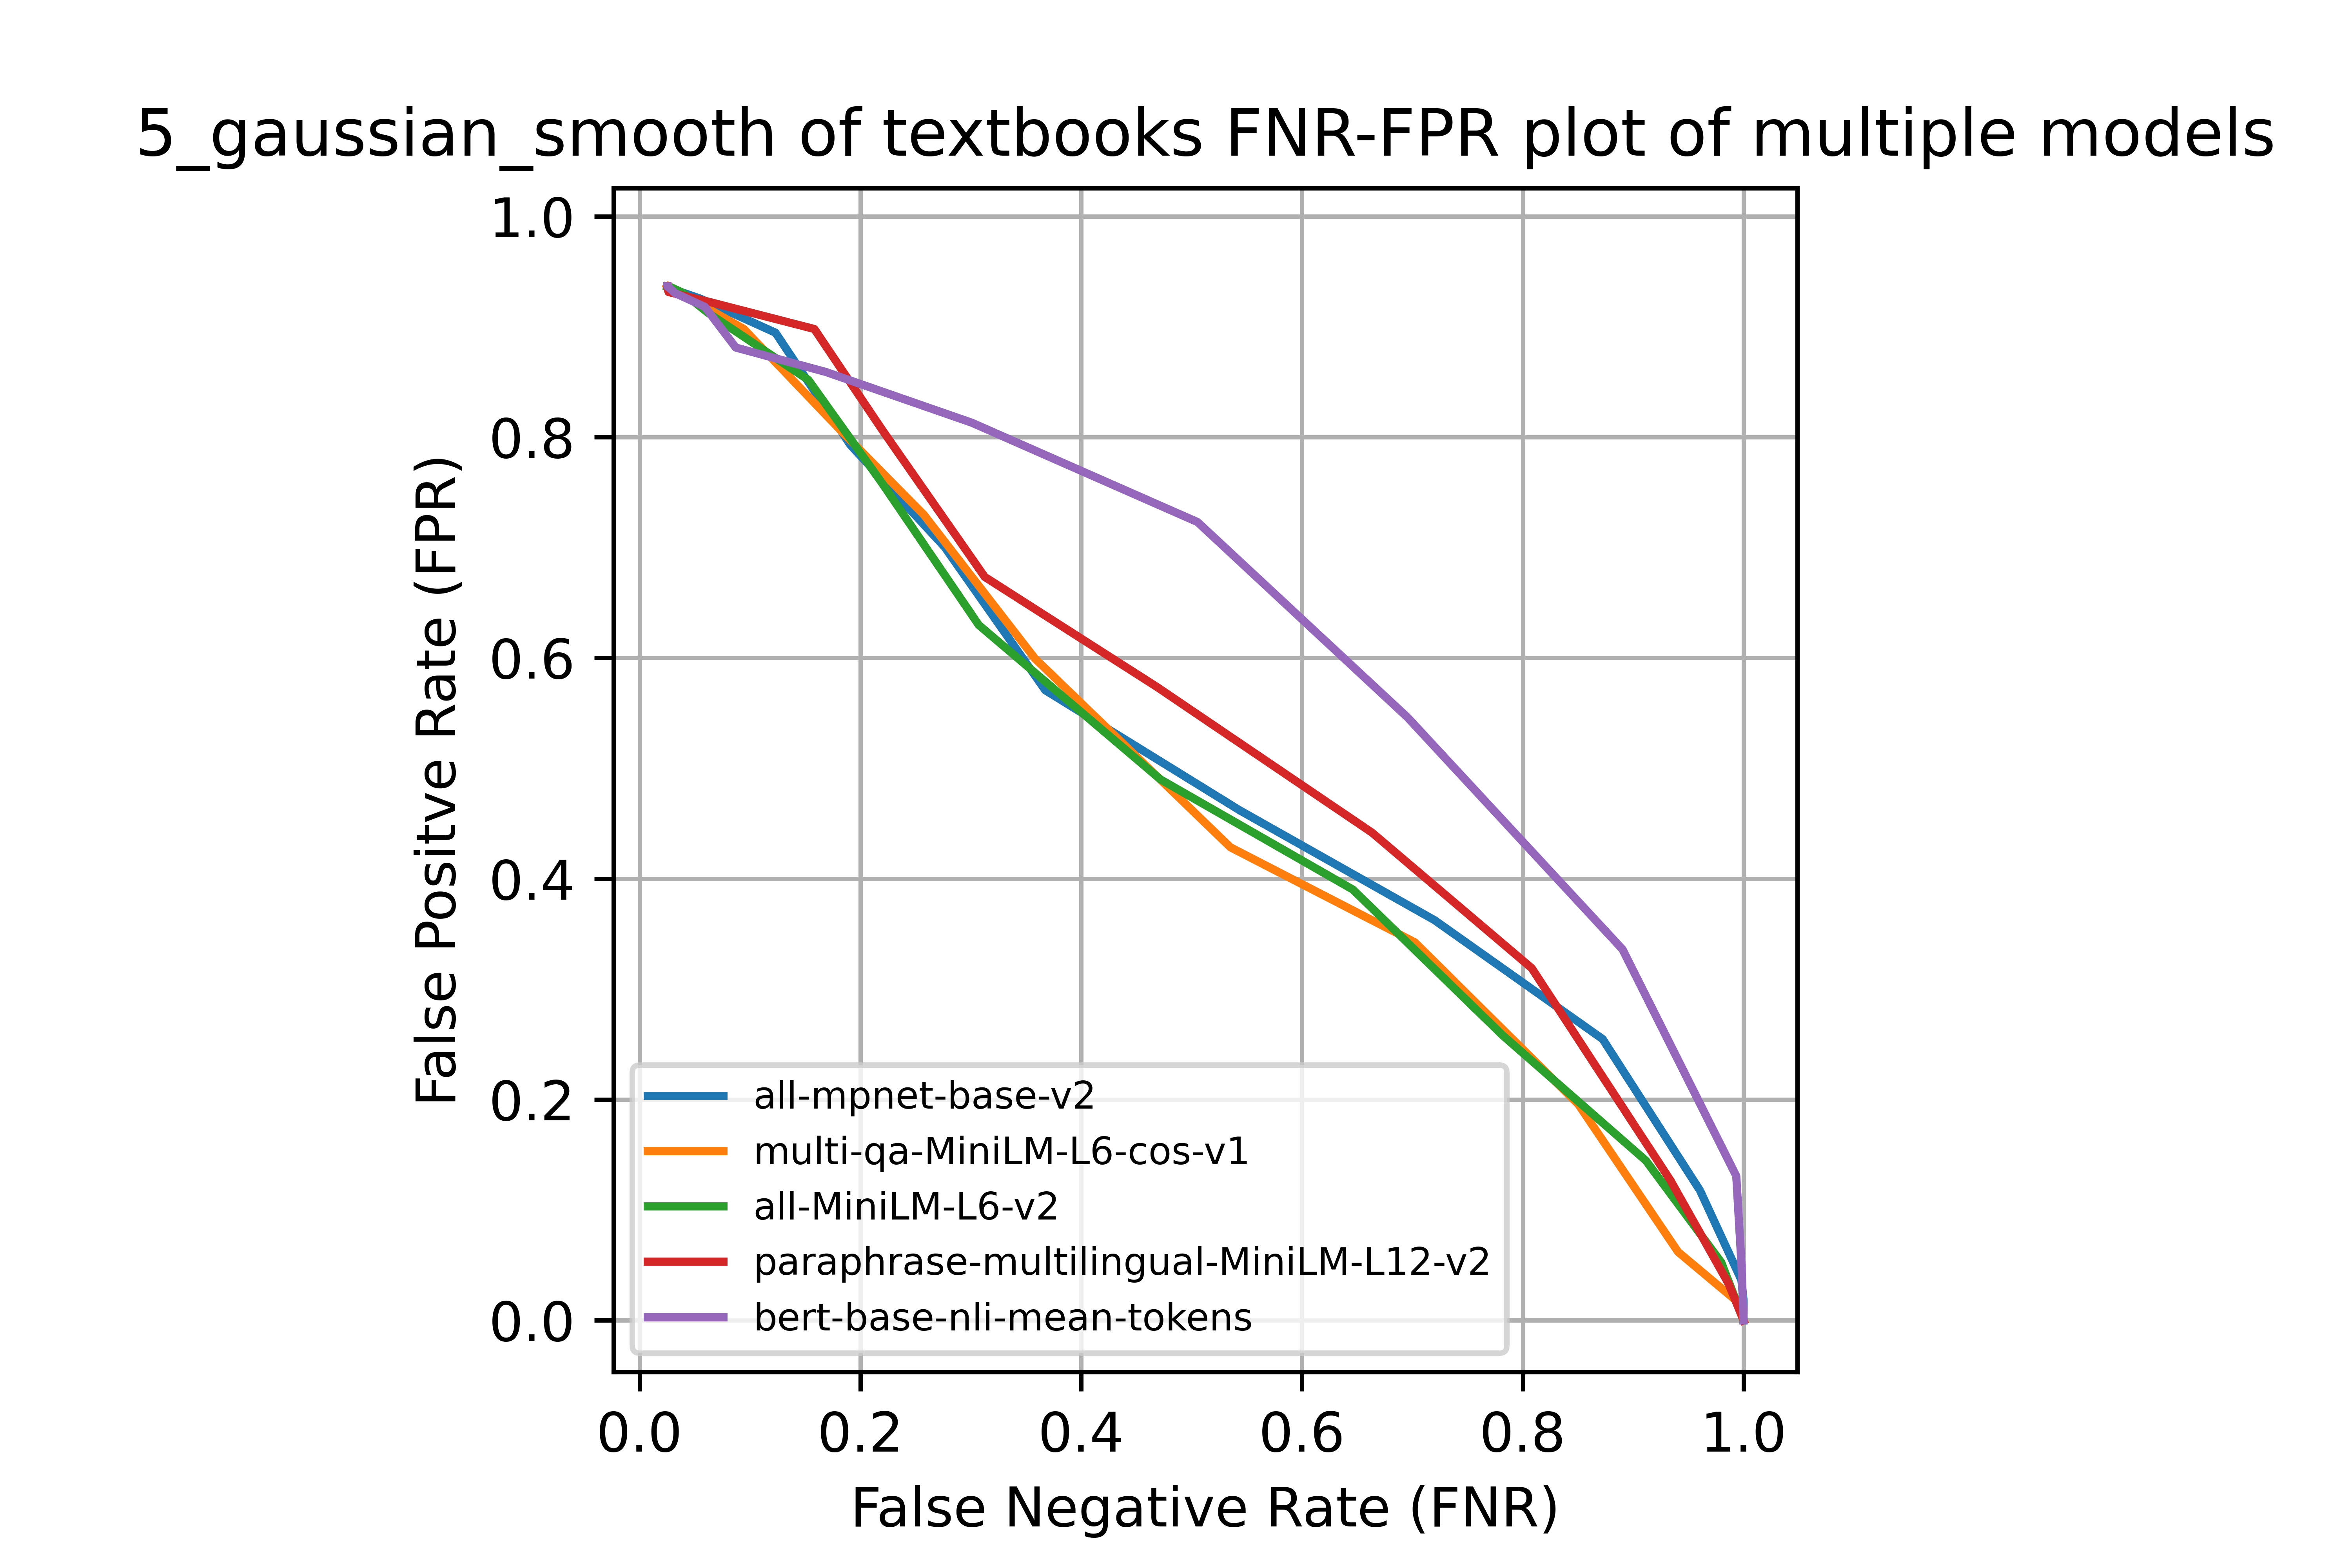 5_gaussian_smooth of textbooks FNR-FPR plot of multiple models
1.0
0.8
0.6
0.4
0.2
0.0
False Positve Rate (FPR)
all-mpnet-base-v2
multi-qa-MiniLM-L6-cos-v1
all-MiniLM-L6-v2
paraphrase-multilingual-MiniLM-L12-v2
bert-base-nli-mean-tokens
0.0 0.2 0.4 0.6 0.8 1.0
False Negative Rate (FNR)